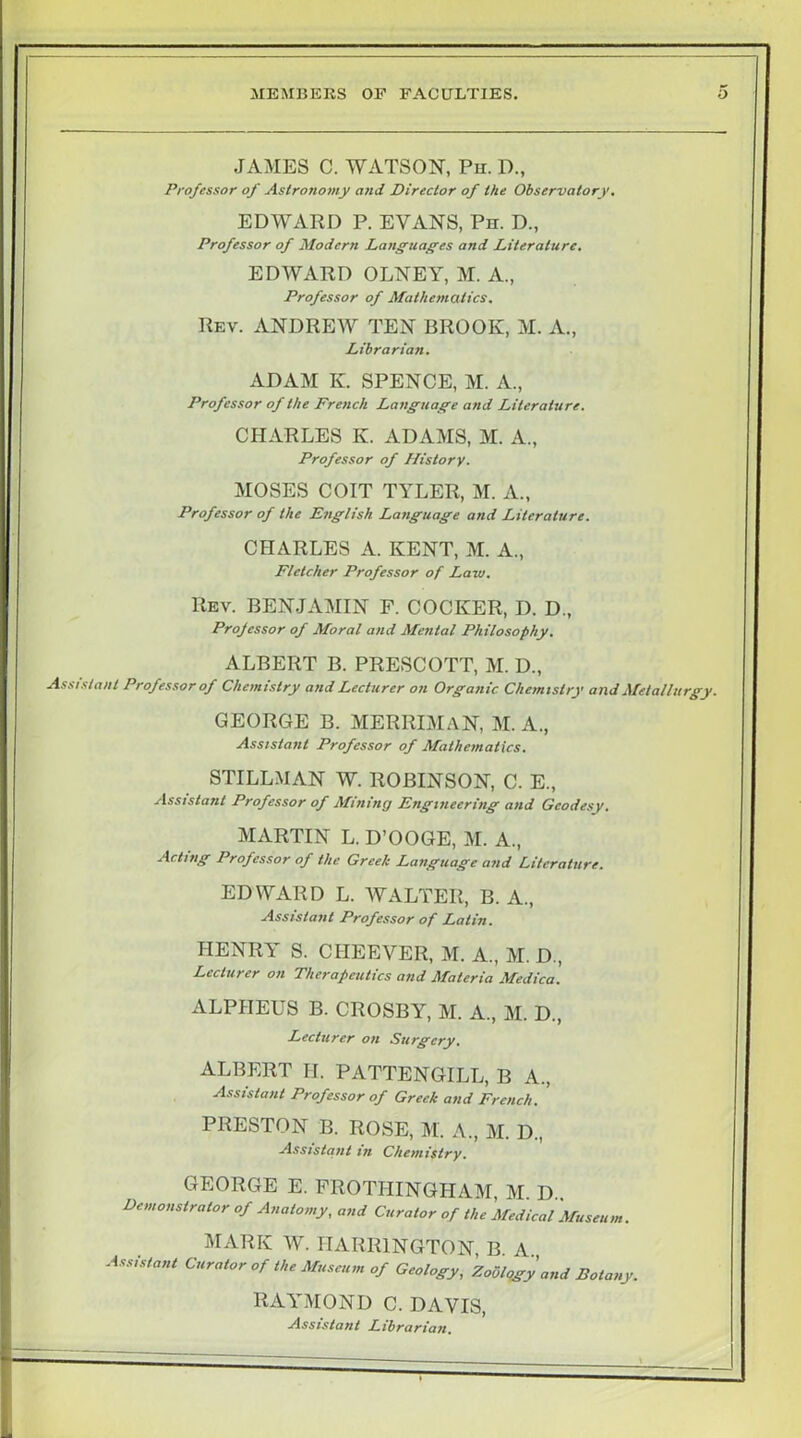 MEMBERS OF FACULTIES. 5
JAMES C. WATSON, PH. D.,
Professor of Astronomy and Director of the Observatory.
EDWARD P. EVANS, PH. D.,
Professor of Modern Languages and Literature.
EDWARD OLNEY, M. A.,
Professor of Mathematics.
REV. ANDREW TEN BROOK, M. A.,
Librarian.
ADAM K. SPENCE, M. A.,
Professor of the French Language and Literature.
CHARLES K. ADAMS, M. A.,
Professor of History.
MOSES COIT TYLER, M. A.,
Professor of the English Language and Literature.
CHARLES A. KENT, M. A.,
Fletcher Professor of Law.
REV. BENJAMIN F. COCKER, D. D.,
Professor of Moral and Mental Philosophy.
ALBERT B. PRESCOTT, M. D.,
Assistant Professor of Chemistry and Lecturer on Organic Chemistry and Metallurgy.
GEORGE B. MERRIMAN, M. A.,
Assistant Professor of Mathematics.
STILLMAN W. ROBINSON, C. E.,
Assistant Professor of Mining Engineering and Geodesy.
MARTIN L. D'OOGE, M. A.,
Acting Professor of the Greek Language and Literature.
EDWARD L. WALTER, B. A.,
Assistant Professor of Latin.
HENRY S. CHEEVER, M. A., M. D.,
Lecturer on Therapeutics and Materia Medica.
ALPHEUS B. CROSBY, M. A., M. D.,
Lecturer on Surgery.
ALBERT H. PATTENGILL, B A.,
Assistant Professor of Greek and French.
PRESTON B. ROSE, M. A., M. D.,
Assistant in Chemistry.
GEORGE E. FROTHINGHAM, M. D..
Demonstrator of Anatomy, and Curator of the Medical Museum.
MARK W. HARRINGTON, B. A.,
Assistant Curator of the Museum of Geology, Zoölogy and Botany.
RAYMOND C. DAVIS,
Assistant Librarian.